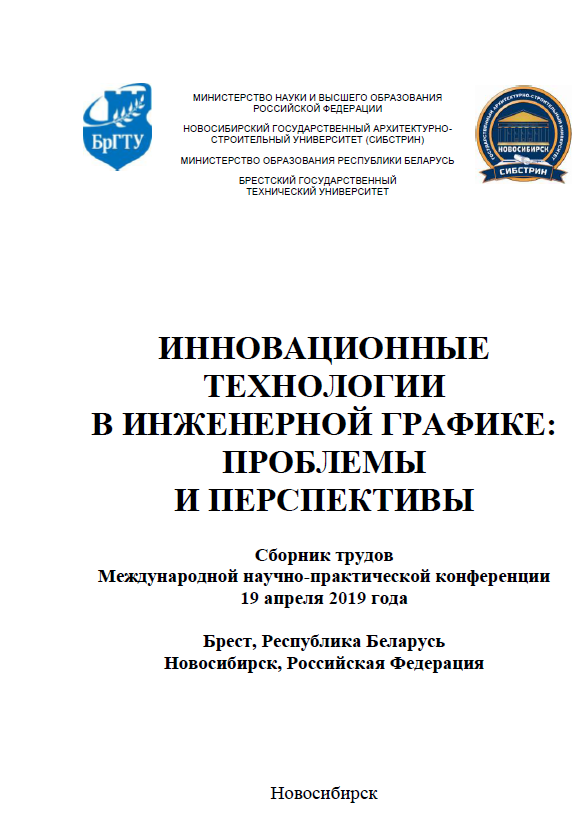 БрГТУ
МИНИСТЕРСТВО НАУКИ И ВЫСШЕГО ОБРАЗОВАНИЯ
РОССИЙСКОЙ ФЕДЕРАЦИИ
НОВОСИБИРСКИЙ ГОСУДАРСТВЕННЫЙ АРХИТЕКТУРНО-
СТРОИТЕЛЬНЫЙ УНИВЕРСИТЕТ (СИБСТРИН)
МИНИСТЕРСТВО ОБРАЗОВАНИЯ РЕСПУБЛИКИ БЕЛАРУСЬ
БРЕСТСКИЙ ГОСУДАРСТВЕННЫЙ
ТЕХНИЧЕСКИЙ УНИВЕРСИТЕТ
ГОСУДАРСТВЕННЫЙ АРХИТЕКТУРНО-СТРОИТЕЛЬНЫЙ УНИВЕРСИТЕТ
НОВОСИБИРСК
СИБСТРИН
ИННОВАЦИОННЫЕ
ТЕХНОЛОГИИ
В ИНЖЕНЕРНОЙ ГРАФИКЕ:
ПРОБЛЕМЫ
И ПЕРСПЕКТИВЫ
Сборник трудов
Международной научно-практической конференции
19 апреля 2019 года
Брест, Республика Беларусь
Новосибирск, Российская Федерация
Новосибирск